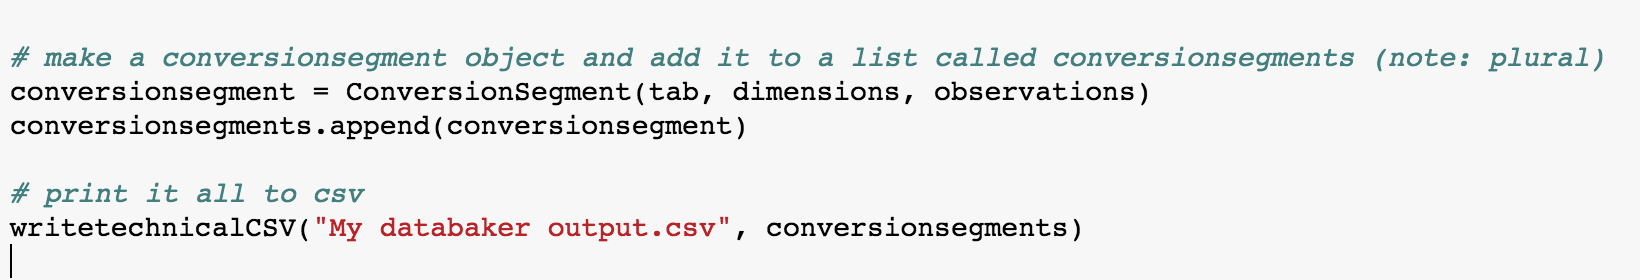 # make a conversionsegment object and add it to a list called conversionsegments (note: plural)
conversionsegment = ConversionSegment(tab, dimensions, observations)
conversionsegments.append(conversionsegment)
# print it all to csv
writetechnicalCSV("My databaker output.csv", conversionsegments)